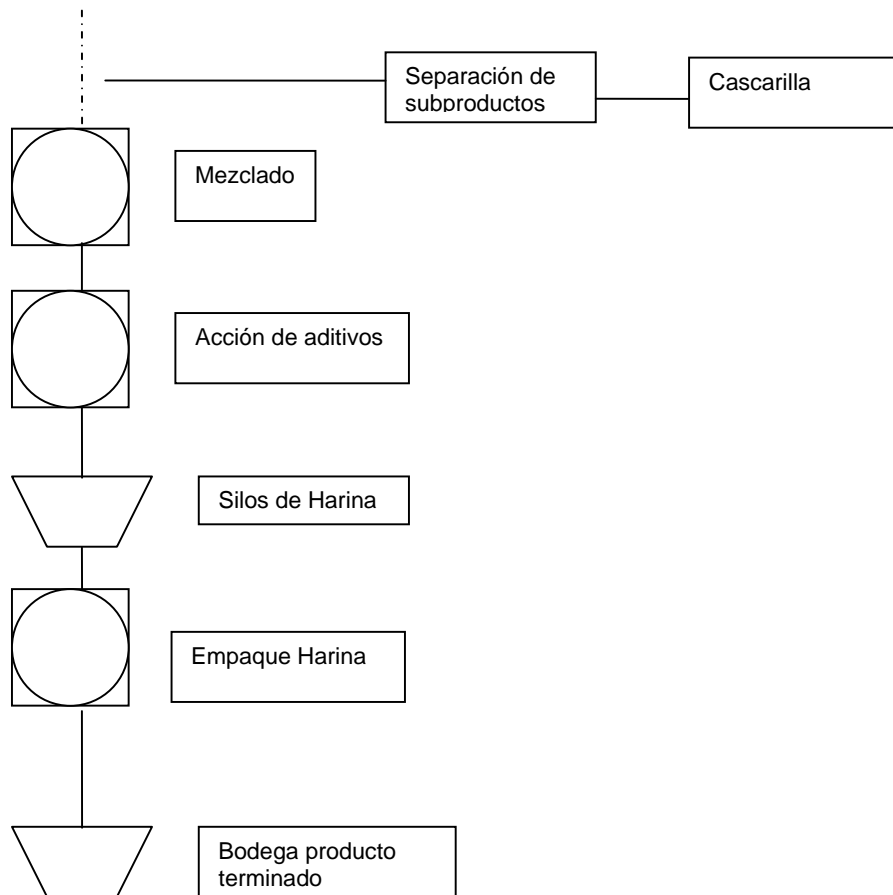 Separación de
subproductos
Cascarilla
Mezclado
Acción de aditivos
Silos de Harina
Empaque Harina
Bodega producto
terminado